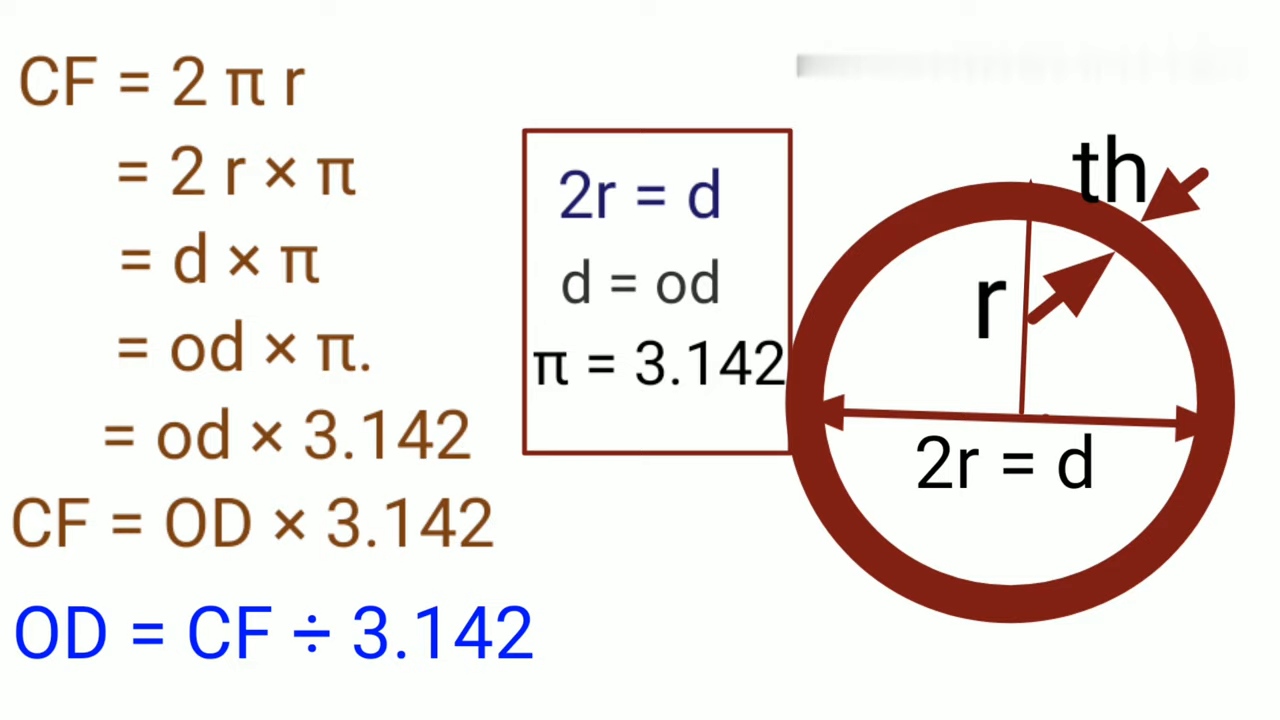 CF = 2 π r
= 2 r × π
= d × π
= od × π.
= od × 3.142
CF = OD × 3.142
OD = CF ÷ 3.142
2r = d
d = od
π = 3.142
th
r
2r = d